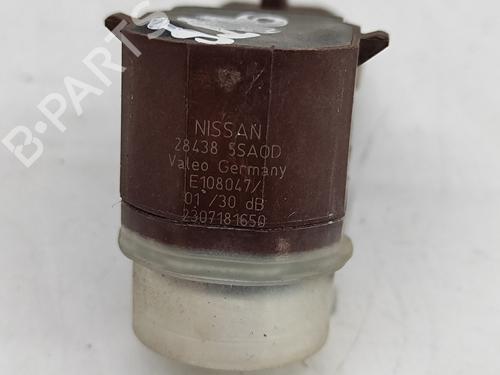 NISSAN
28438 5SA0D
Valeo Germany
E108047/
01 /30 dB
2307181650
B-PARTS